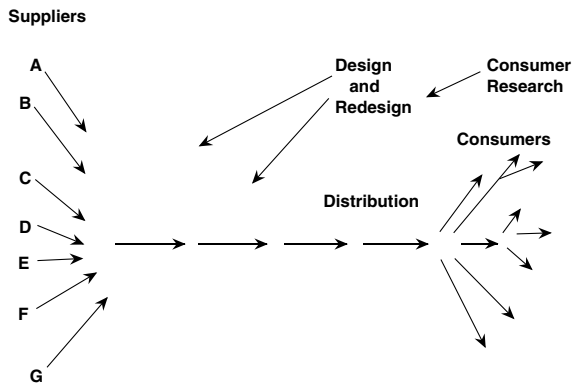 Suppliers
A
B
C
D
E
F
G
Design
and
Redesign
Consumer
Research
Consumers
Distribution